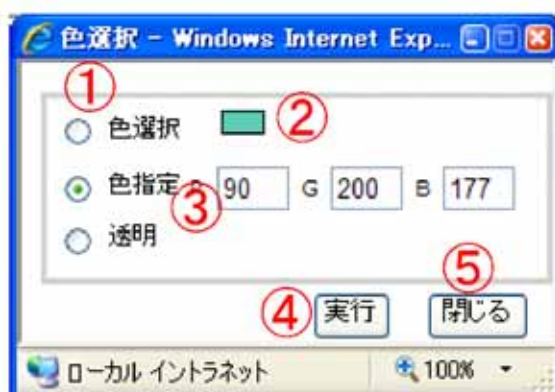 色選択 - Windows Internet Exp...
①
色選択 ②
色指定 ③ 90 G 200 B 177
透明
④ 実行 ⑤ 閉じる
ローカル イントラネット 100%